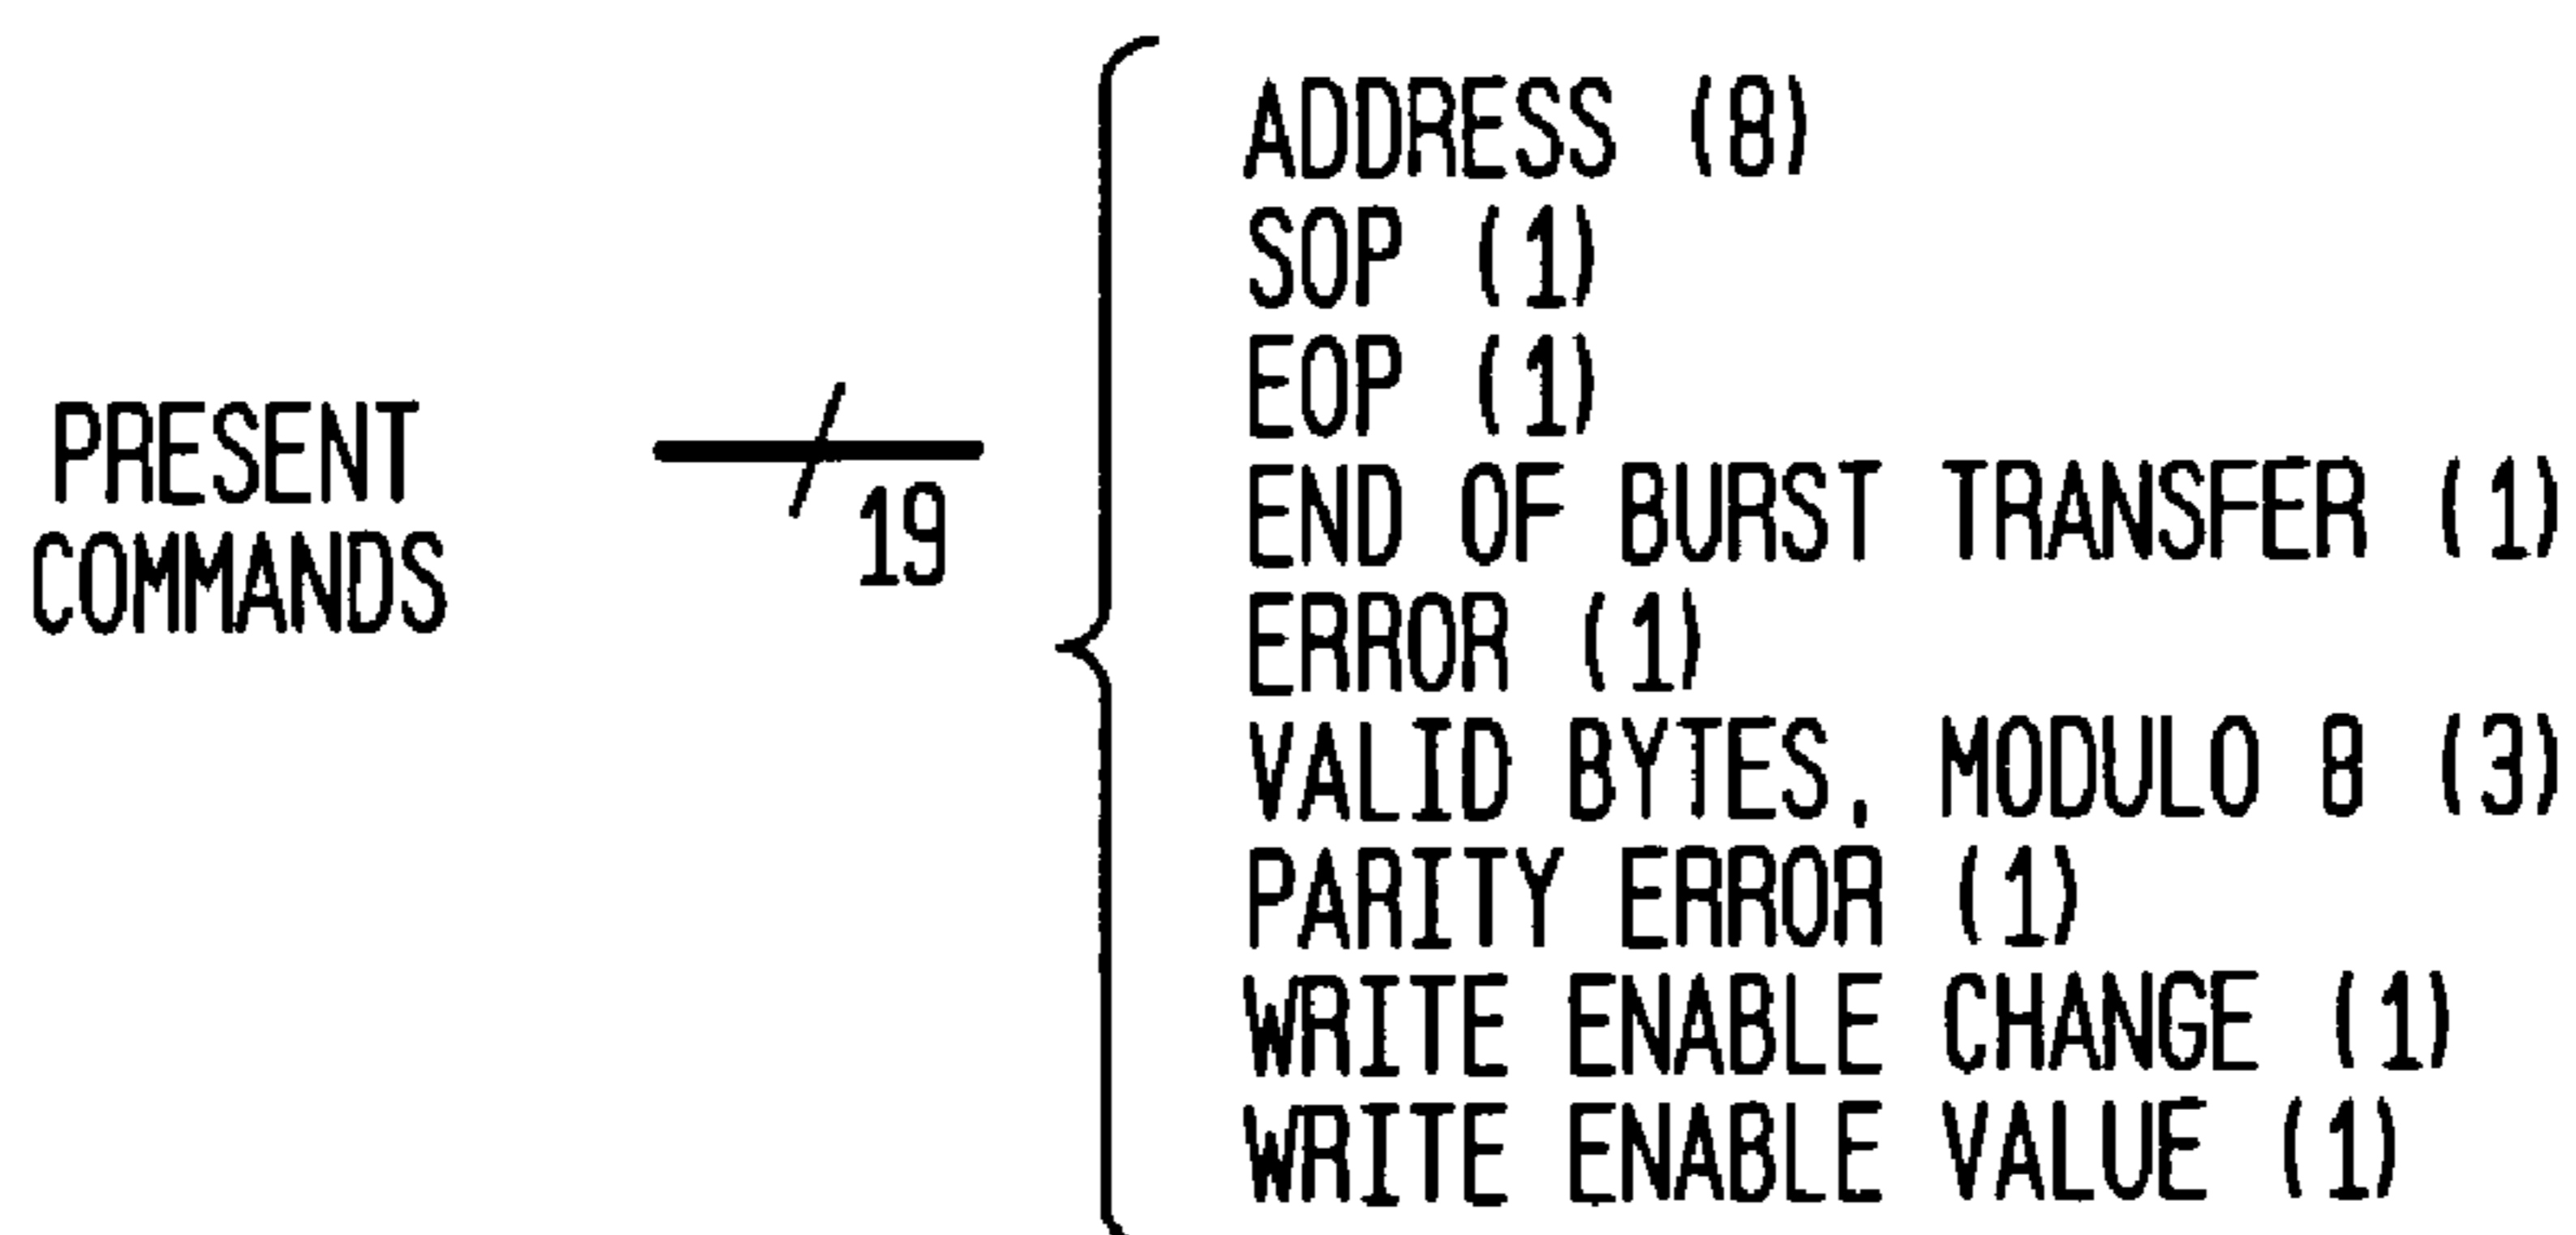 PRESENT
COMMANDS
19
ADDRESS (8)
SOP (1)
EOP (1)
END OF BURST TRANSFER (1)
ERROR (1)
VALID BYTES, MODULO 8 (3)
PARITY ERROR (1)
WRITE ENABLE CHANGE (1)
WRITE ENABLE VALUE (1)